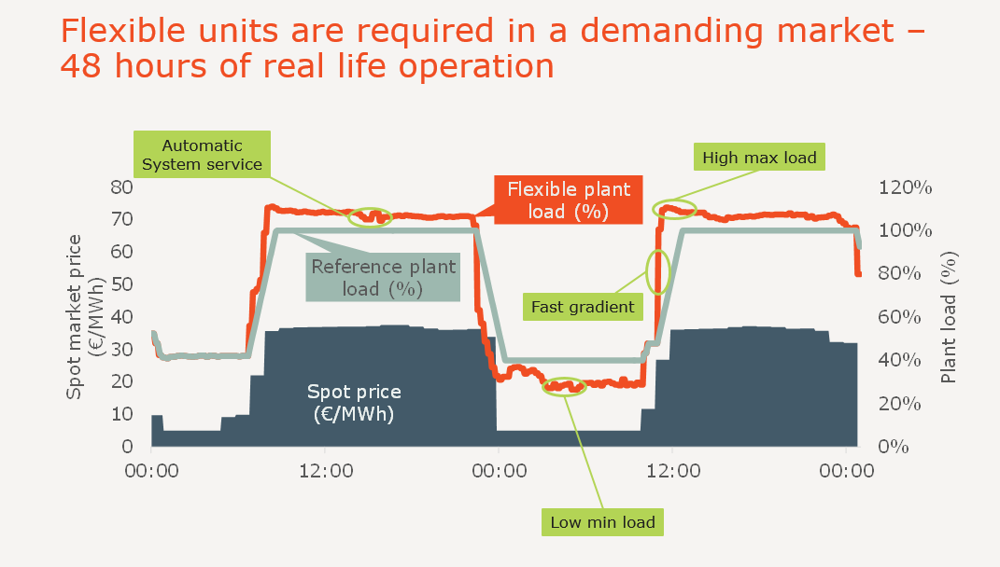 Flexible units are required in a demanding market –
48 hours of real life operation
Automatic
System service
High max load
Flexible plant
load (%)
Reference plant
load (%)
Fast gradient
Spot price
(€/MWh)
Low min load
Spot market price
(€/MWh)
80
70
60
50
40
30
20
10
0
120%
100%
80%
60%
40%
20%
0%
Plant load (%)
00:00
12:00
00:00
12:00
00:00